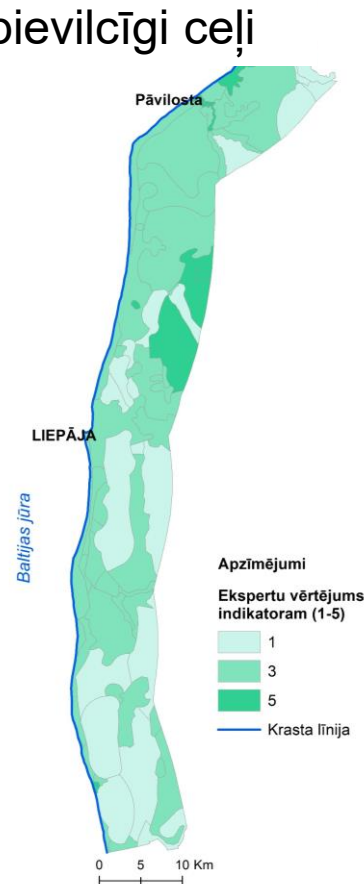 pievilcīgi ceļi
Pāvilosta
LIEPĀJA
Baltijas jūra
Apzīmējumi
Ekspertu vērtējums
indikatoram (1-5)
1
3
5
Krasta līnija
0 5 10 Km